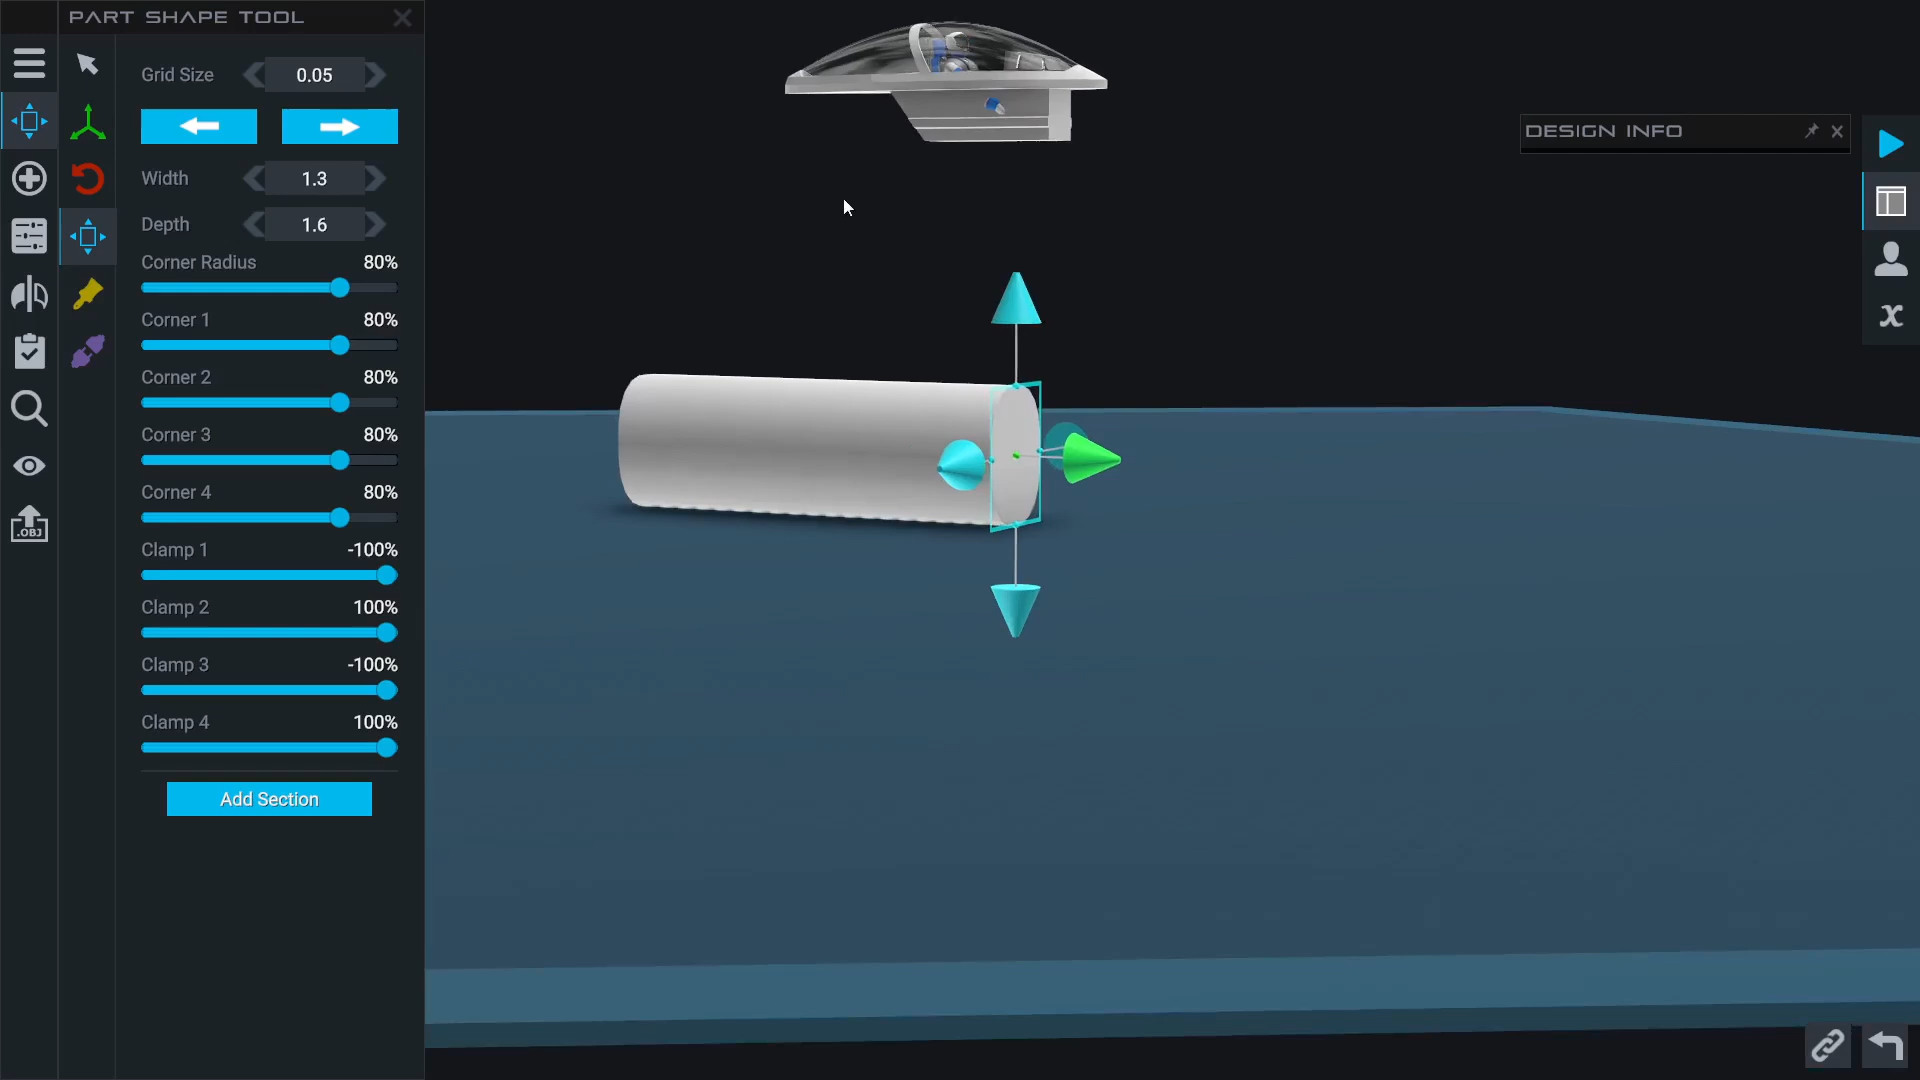 PART SHAPE TOOL
Grid Size 0.05
Width 1.3
Depth 1.6
Corner Radius 80%
Corner 1 80%
Corner 2 80%
Corner 3 80%
Corner 4 80%
Clamp 1 -100%
Clamp 2 100%
Clamp 3 -100%
Clamp 4 100%
Add Section
.OBJ
DESIGN INFO
x